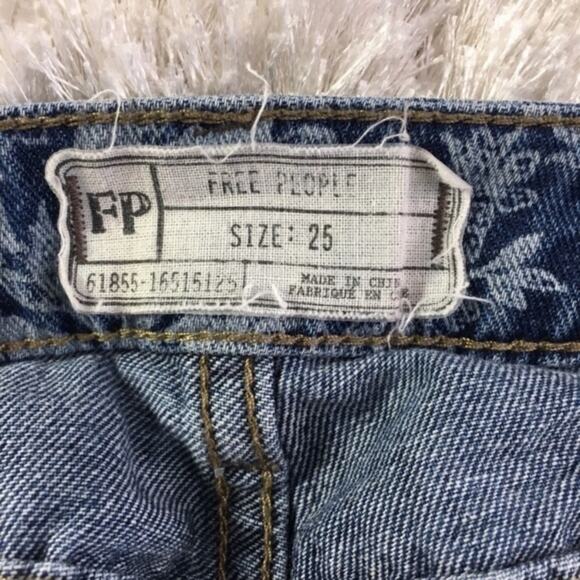 FP
FREE PEOPLE
SIZE: 25
61855-16515125
MADE IN
FABRIQUE EN